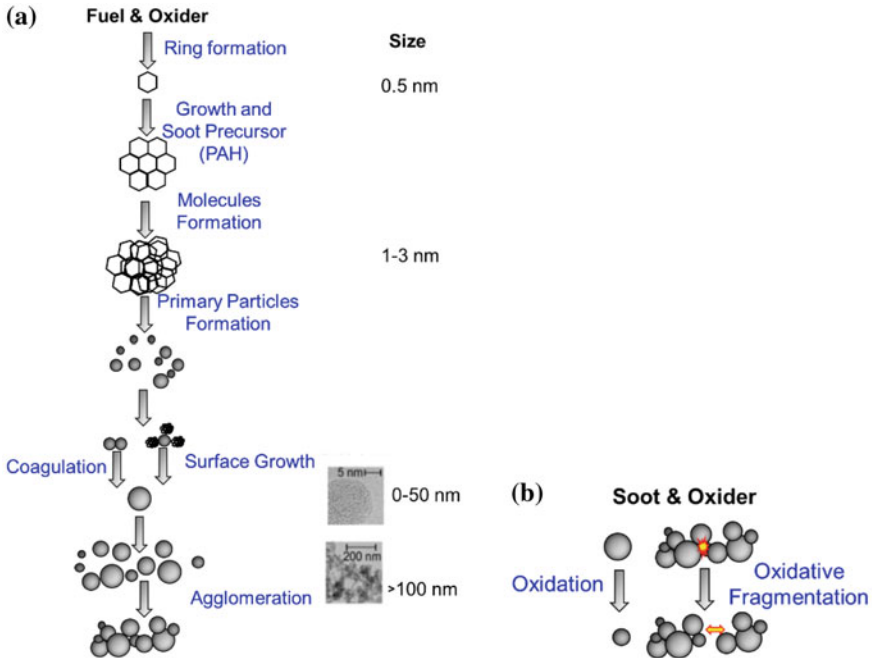 (a)
Fuel & Oxider
Size
Ring formation
0.5 nm
Growth and
Soot Precursor
(PAH)
Molecules
Formation
1-3 nm
Primary Particles
Formation
Coagulation
Surface Growth
5 nm
0-50 nm
200 nm
>100 nm
Agglomeration
(b)
Soot & Oxider
Oxidation
Oxidative
Fragmentation